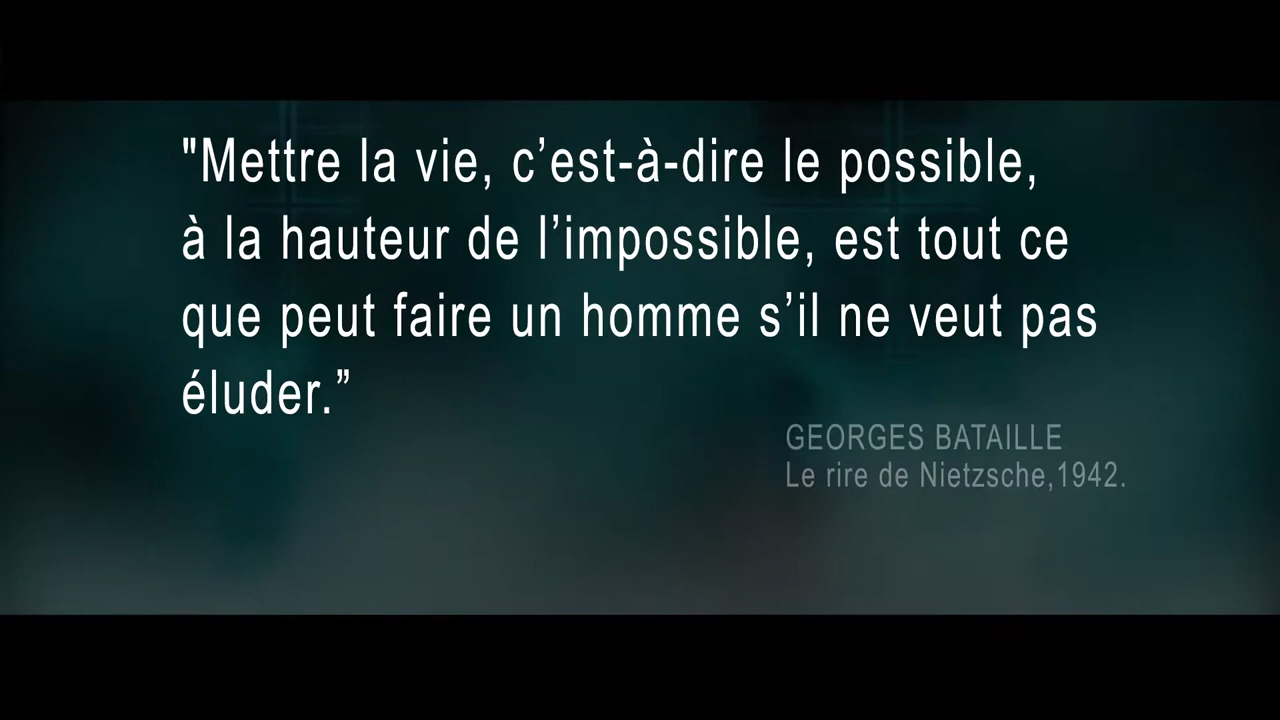 "Mettre la vie, c’est-à-dire le possible,
à la hauteur de l’impossible, est tout ce
que peut faire un homme s’il ne veut pas
éluder.”
GEORGES BATAILLE
Le rire de Nietzsche,1942.